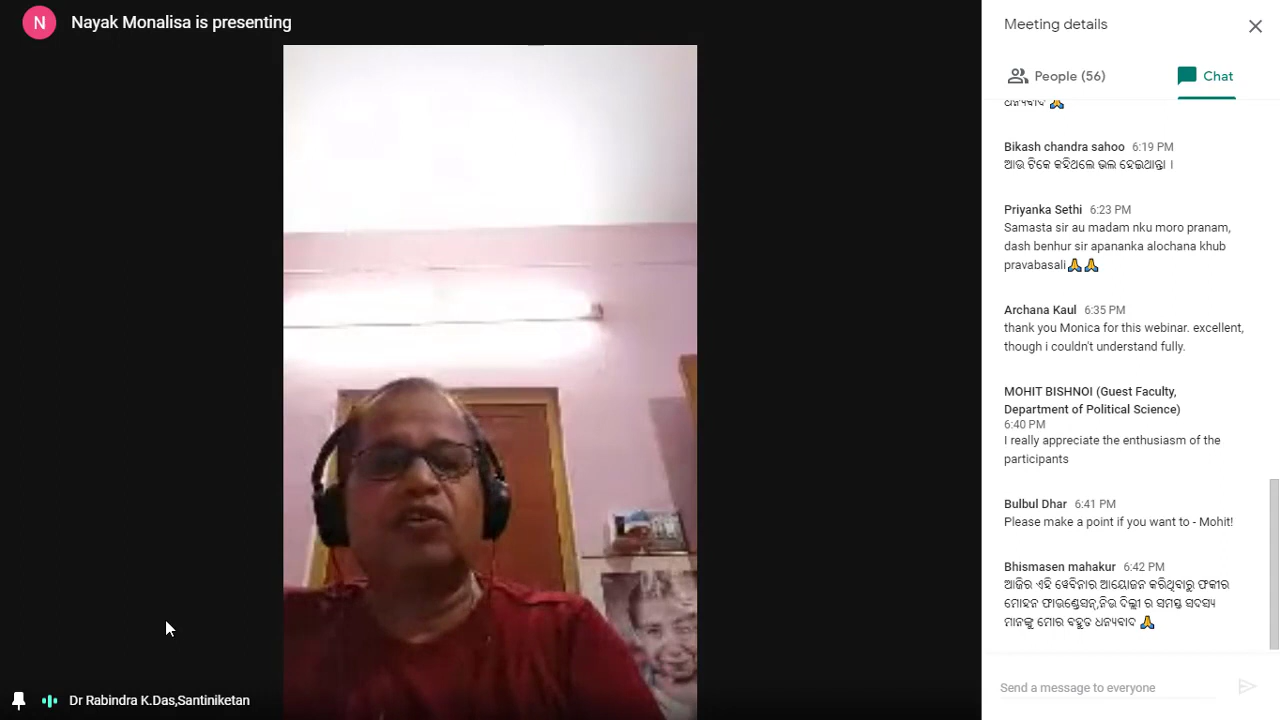 N
Nayak Monalisa is presenting
Dr Rabindra K.Das,Santiniketan
Meeting details
People (56)
Chat
ଧନ୍ୟବାଦ 🙏
Bikash chandra sahoo 6:19 PM
ଆଉ ଟିକେ କହିଥଲେ ଭଲ ହେଇଥାନ୍ତା ।
Priyanka Sethi 6:23 PM
Samasta sir au madam nku moro pranam,
dash benhur sir apananka alochana khub
pravabasali🙏🙏
Archana Kaul 6:35 PM
thank you Monica for this webinar. excellent,
though i couldn't understand fully.
MOHIT BISHNOI (Guest Faculty,
Department of Political Science)
6:40 PM
I really appreciate the enthusiasm of the
participants
Bulbul Dhar 6:41 PM
Please make a point if you want to - Mohit!
Bhismasen mahakur 6:42 PM
ଆଜିର ଏହି ୱେବିନାର ଆୟୋଜନ କରିଥିବାରୁ ଫକୀର
ମୋହନ ଫାଉଣ୍ଡେସନ୍,ନିଉ ଦିଲ୍ଲୀ ର ସମସ୍ତ ସଦସ୍ୟ
ମାନଙ୍କୁ ମୋର ବହୁତ ଧନ୍ୟବାଦ 🙏
Send a message to everyone